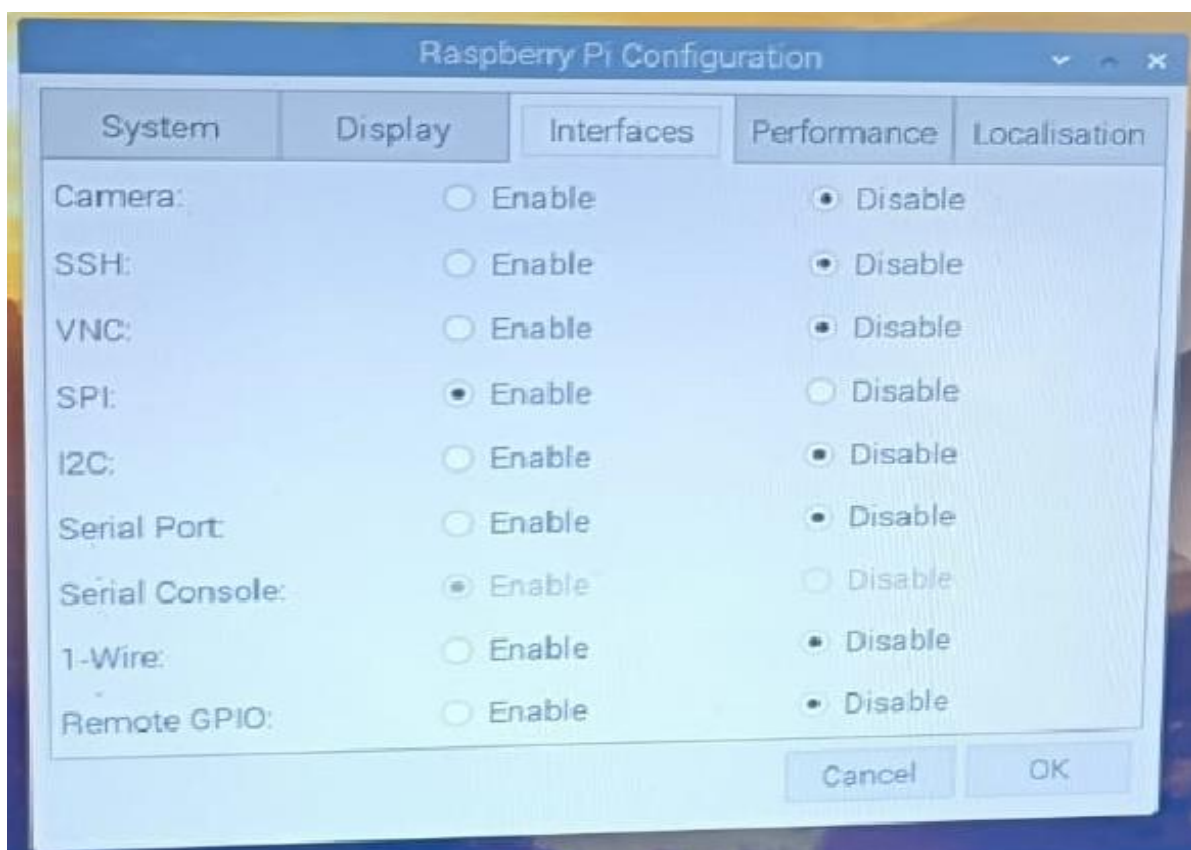 Raspberry Pi Configuration
System Display Interfaces Performance Localisation
Camera: Enable Disable
SSH: Enable Disable
VNC: Enable Disable
SPI: Enable Disable
I2C: Enable Disable
Serial Port: Enable Disable
Serial Console: Enable Disable
1-Wire: Enable Disable
Remote GPIO: Enable Disable
Cancel OK